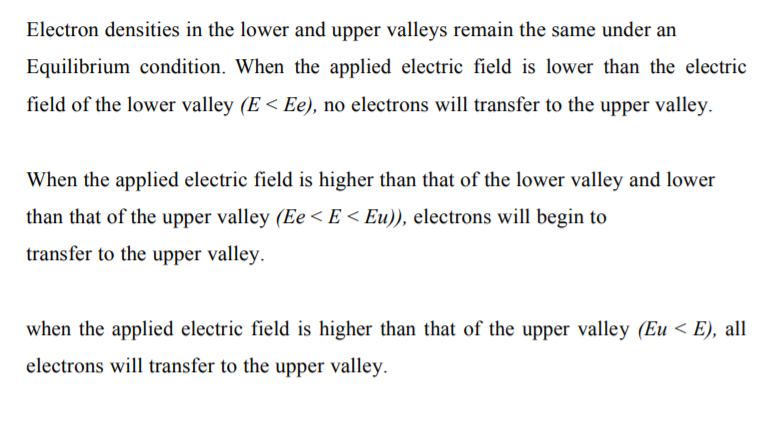 Electron densities in the lower and upper valleys remain the same under an
Equilibrium condition. When the applied electric field is lower than the electric
field of the lower valley (E < Ee), no electrons will transfer to the upper valley.
When the applied electric field is higher than that of the lower valley and lower
than that of the upper valley (Ee < E < Eu)), electrons will begin to
transfer to the upper valley.
when the applied electric field is higher than that of the upper valley (Eu < E), all
electrons will transfer to the upper valley.